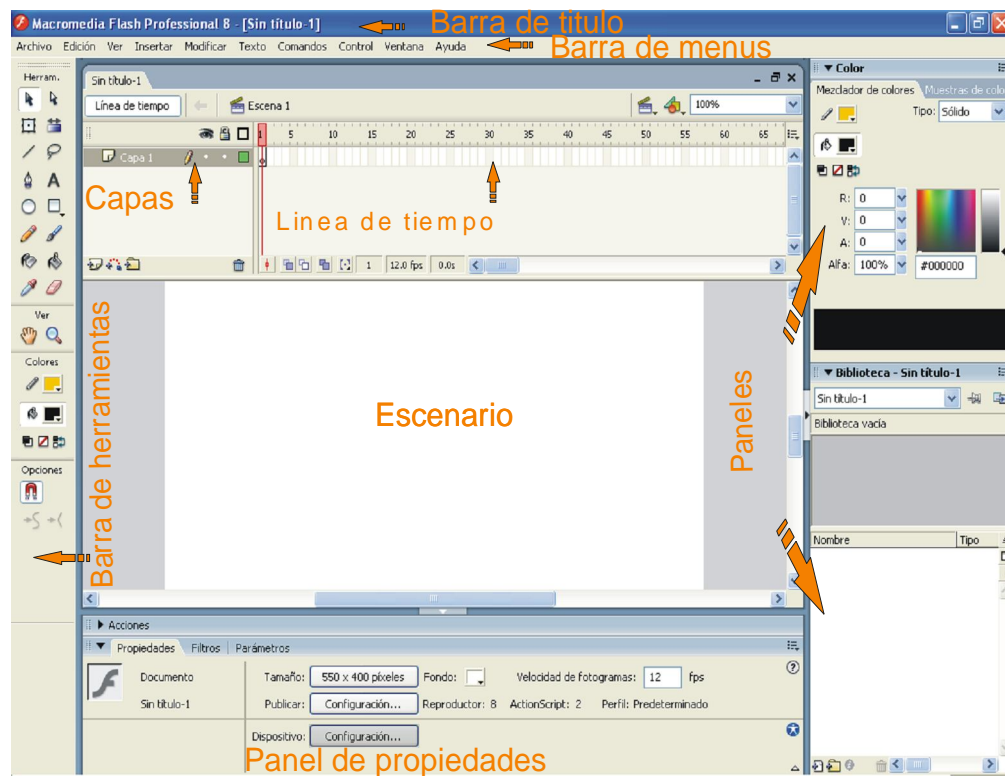 Macromedia Flash Professional 8 - [Sin título-1]
Barra de titulo
Archivo Edición Ver Insertar Modificar Texto Comandos Control Ventana Ayuda
Barra de menus
Herram.
Ver
Colores
Opciones
Barra de herramientas
Sin título-1
Línea de tiempo
Escena 1
100%
1 5 10 15 20 25 30 35 40 45 50 55 60 65
Capa 1
Capas
Linea de tiempo
1 12.0 fps 0.0s
Escenario
Paneles
Color
Mezclador de colores
Muestras de colo
Tipo: Sólido
R: 0
V: 0
A: 0
Alfa: 100% #000000
Biblioteca - Sin título-1
Sin título-1
Biblioteca vacía
Nombre Tipo
Acciones
Propiedades Filtros Parámetros
Documento
Tamaño: 550 x 400 píxeles Fondo: Velocidad de fotogramas: 12 fps
Sin título-1
Publicar: Configuración... Reproductor: 8 ActionScript: 2 Perfil: Predeterminado
Dispositivo: Configuración...
Panel de propiedades